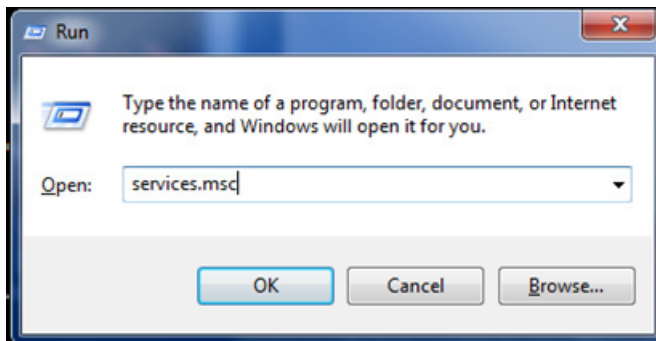 Run
Type the name of a program, folder, document, or Internet
resource, and Windows will open it for you.
Open: services.msc
OK Cancel Browse...